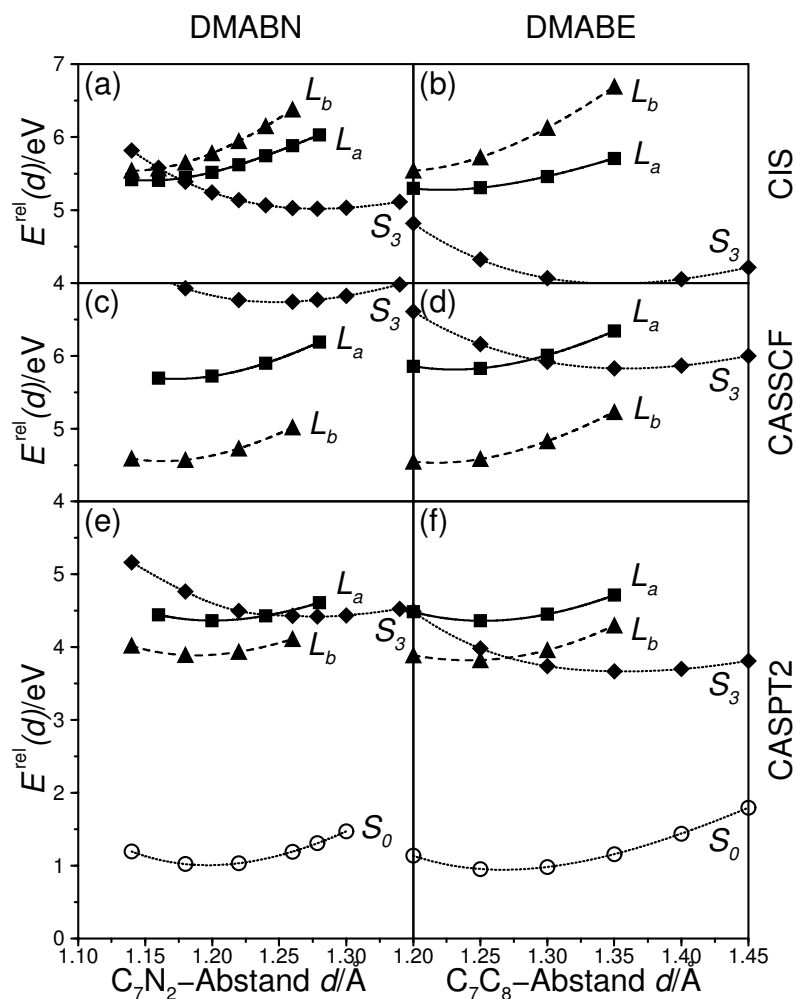 DMABN DMABE
7 (a) L_b (b) L_b
6 L_a L_a
E^rel(d)/eV CIS
5 S_3 S_3
4 (c) S_3 (d) L_a
6 L_a
E^rel(d)/eV S_3 CASSCF
5 L_b L_b
4 (e) (f)
5 L_a L_a
4 L_b S_3 L_b
S_3
3
E^rel(d)/eV CASPT2
2
S_0 S_0
1
0
1.10 1.15 1.20 1.25 1.30 1.20 1.25 1.30 1.35 1.40 1.45
C₇N₂−Abstand d/Å C₇C₈−Abstand d/Å